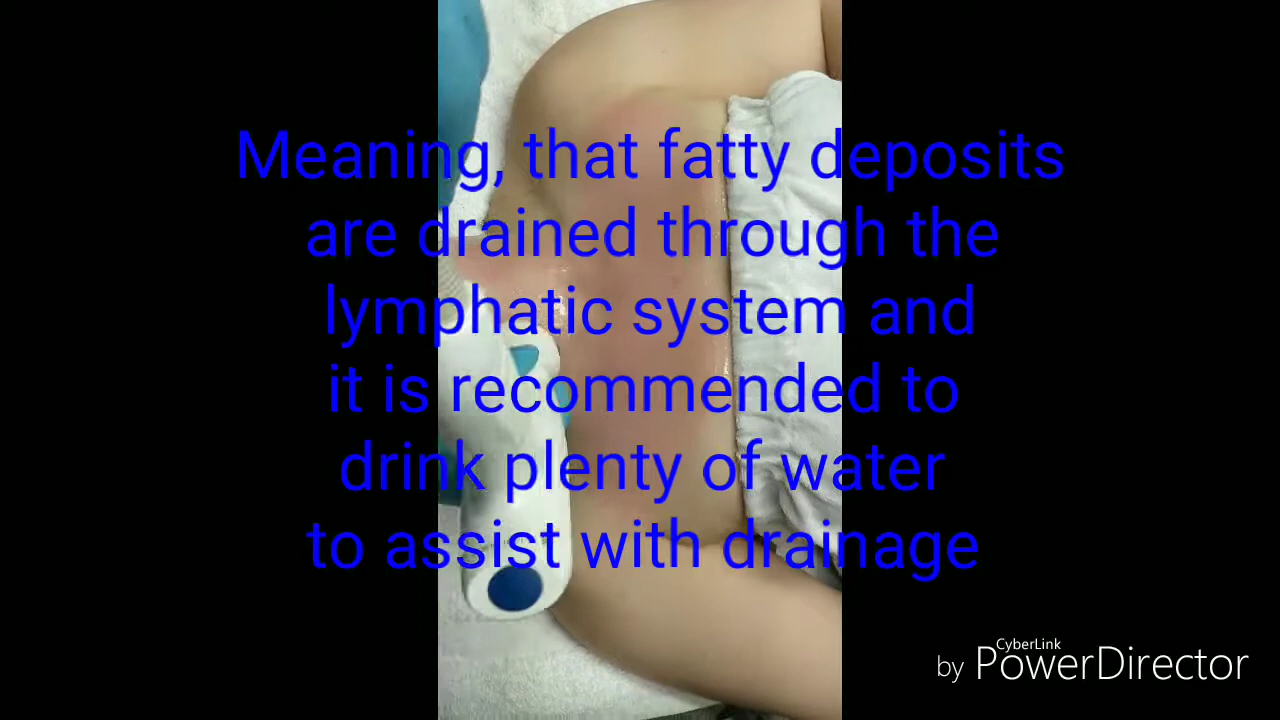 Meaning, that fatty deposits
are drained through the
lymphatic system and
it is recommended to
drink plenty of water
to assist with drainage
CyberLink
by PowerDirector